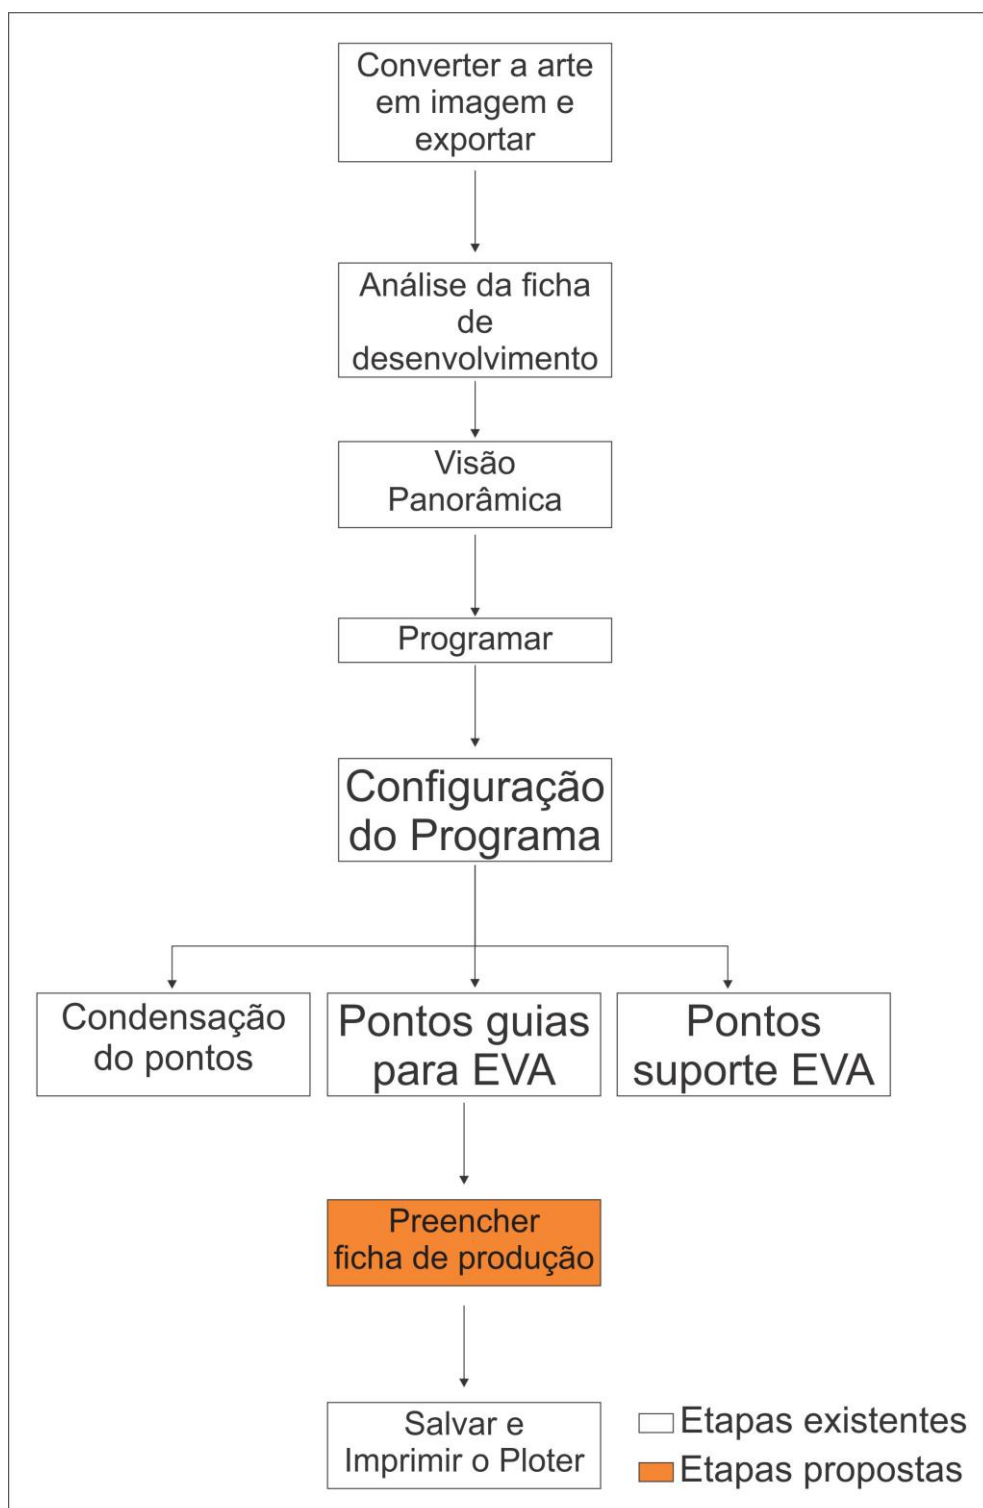 Converter a arte
em imagem e
exportar
Análise da ficha
de
desenvolvimento
Visão
Panorâmica
Programar
Configuração
do Programa
Condensação
do pontos
Pontos guias
para EVA
Pontos
suporte EVA
Preencher
ficha de produção
Salvar e
Imprimir o Ploter
Etapas existentes
Etapas propostas